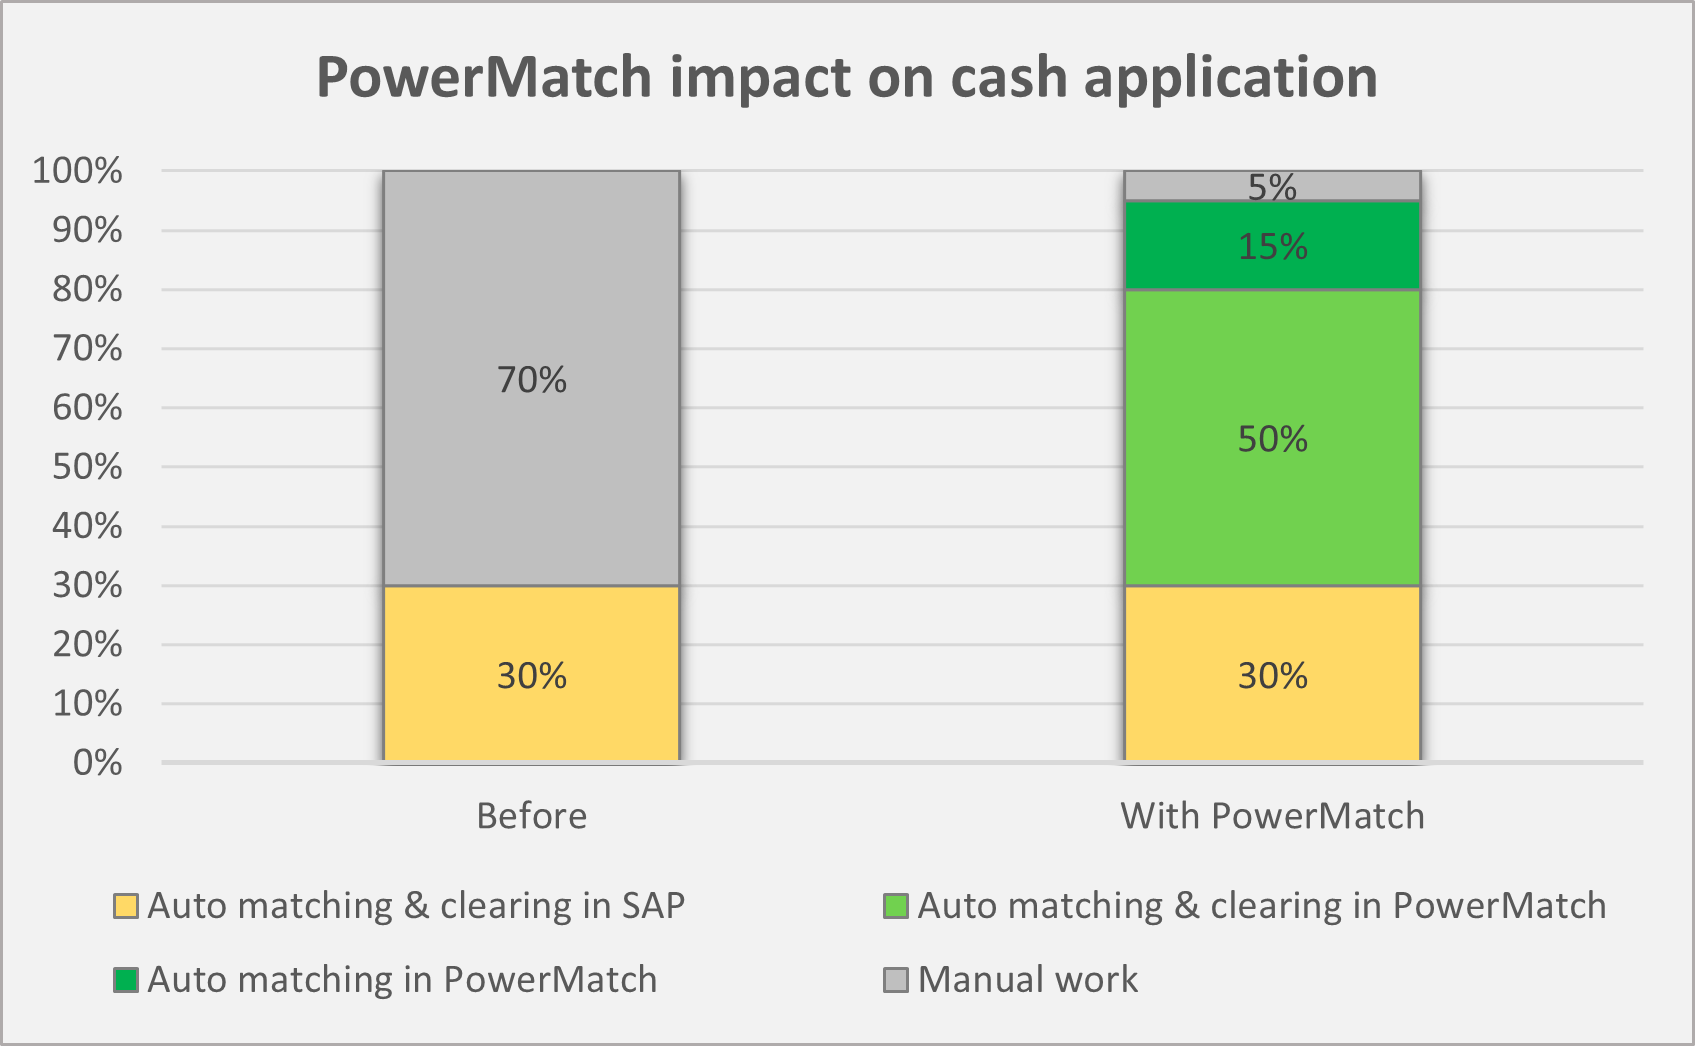 PowerMatch impact on cash application
100%
90%
80%
70%
60%
50%
40%
30%
20%
10%
0%
70%
30%
5%
15%
50%
30%
Before
With PowerMatch
Auto matching & clearing in SAP
Auto matching & clearing in PowerMatch
Auto matching in PowerMatch
Manual work